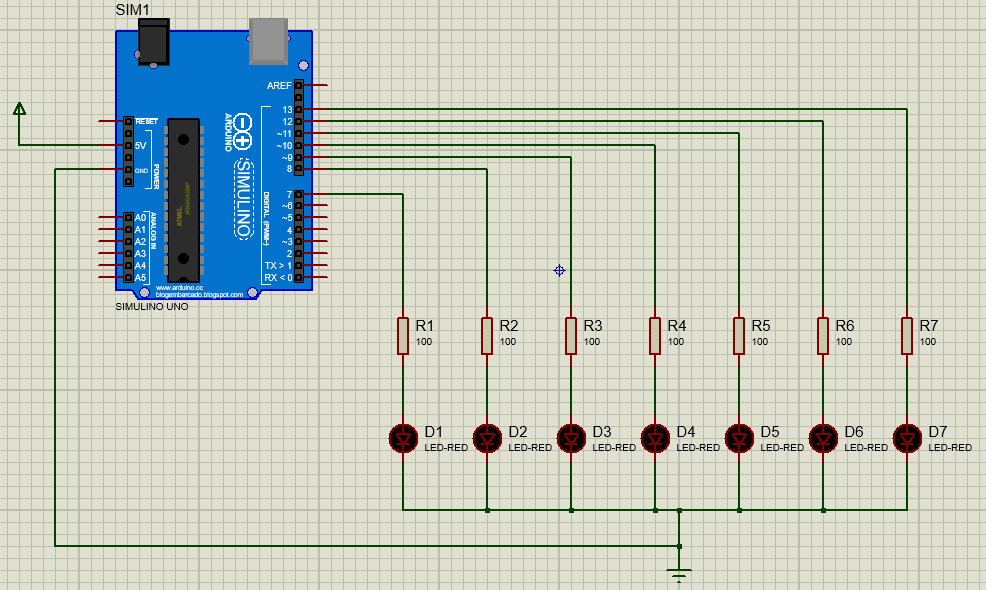 SIM1
AREF
13
12
~11
~10
~9
8
7
~6
~5
4
~3
2
TX > 1
RX < 0
RESET
5V
GND
POWER
A0
A1
A2
A3
A4
A5
ANALOG IN
ARDUINO
SIMULINO
DIGITAL (PWM~)
ATMEL
www.arduino.cc
blogembarcado.blogspot.com
SIMULINO UNO
R1
100
R2
100
R3
100
R4
100
R5
100
R6
100
R7
100
D1
LED-RED
D2
LED-RED
D3
LED-RED
D4
LED-RED
D5
LED-RED
D6
LED-RED
D7
LED-RED